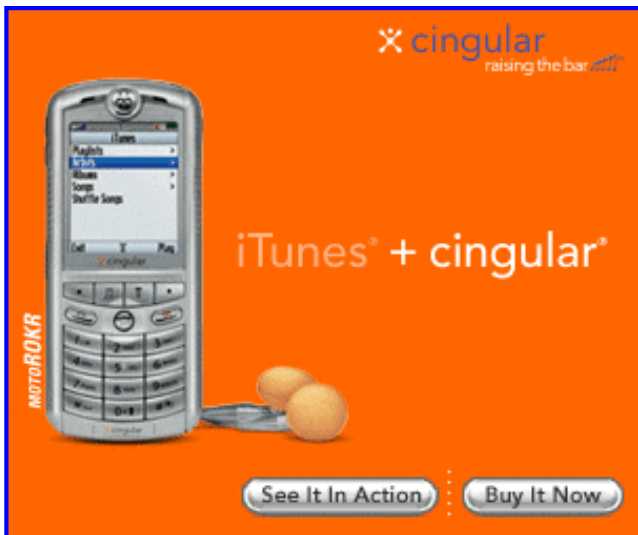 cingular
raising the bar
iTunes
Playlists
Artists
Albums
Songs
Shuffle Songs
Exit Play
cingular
iTunes® + cingular®
MOTOROKR
cingular
See It In Action
Buy It Now